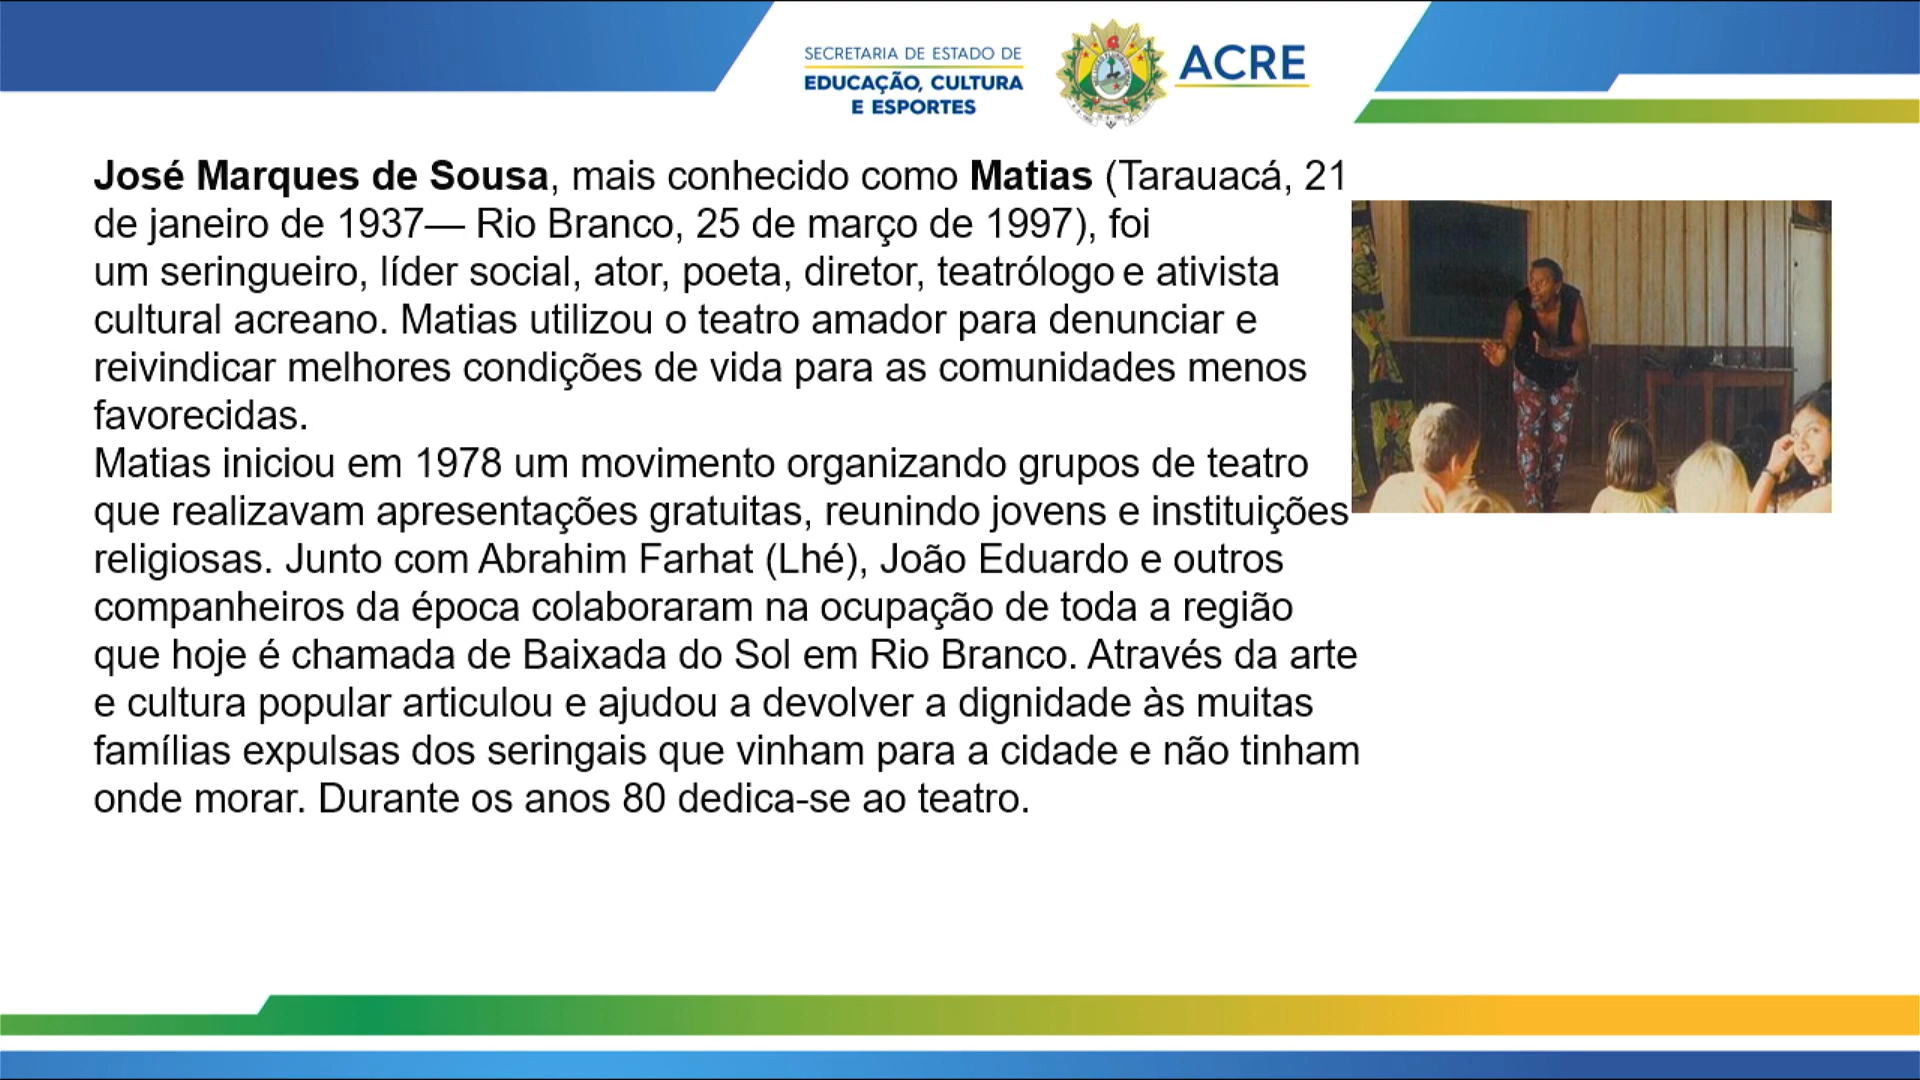 SECRETARIA DE ESTADO DE
EDUCAÇÃO, CULTURA
E ESPORTES
ACRE
José Marques de Sousa, mais conhecido como Matias (Tarauacá, 21
de janeiro de 1937— Rio Branco, 25 de março de 1997), foi
um seringueiro, líder social, ator, poeta, diretor, teatrólogo e ativista
cultural acreano. Matias utilizou o teatro amador para denunciar e
reivindicar melhores condições de vida para as comunidades menos
favorecidas.
Matias iniciou em 1978 um movimento organizando grupos de teatro
que realizavam apresentações gratuitas, reunindo jovens e instituições
religiosas. Junto com Abrahim Farhat (Lhé), João Eduardo e outros
companheiros da época colaboraram na ocupação de toda a região
que hoje é chamada de Baixada do Sol em Rio Branco. Através da arte
e cultura popular articulou e ajudou a devolver a dignidade às muitas
famílias expulsas dos seringais que vinham para a cidade e não tinham
onde morar. Durante os anos 80 dedica-se ao teatro.